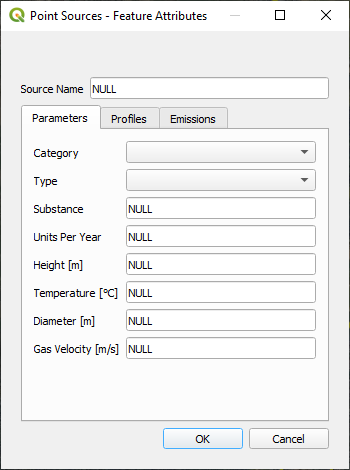 Point Sources - Feature Attributes
Source Name NULL
Parameters Profiles Emissions
Category
Type
Substance NULL
Units Per Year NULL
Height [m] NULL
Temperature [°C] NULL
Diameter [m] NULL
Gas Velocity [m/s] NULL
OK Cancel